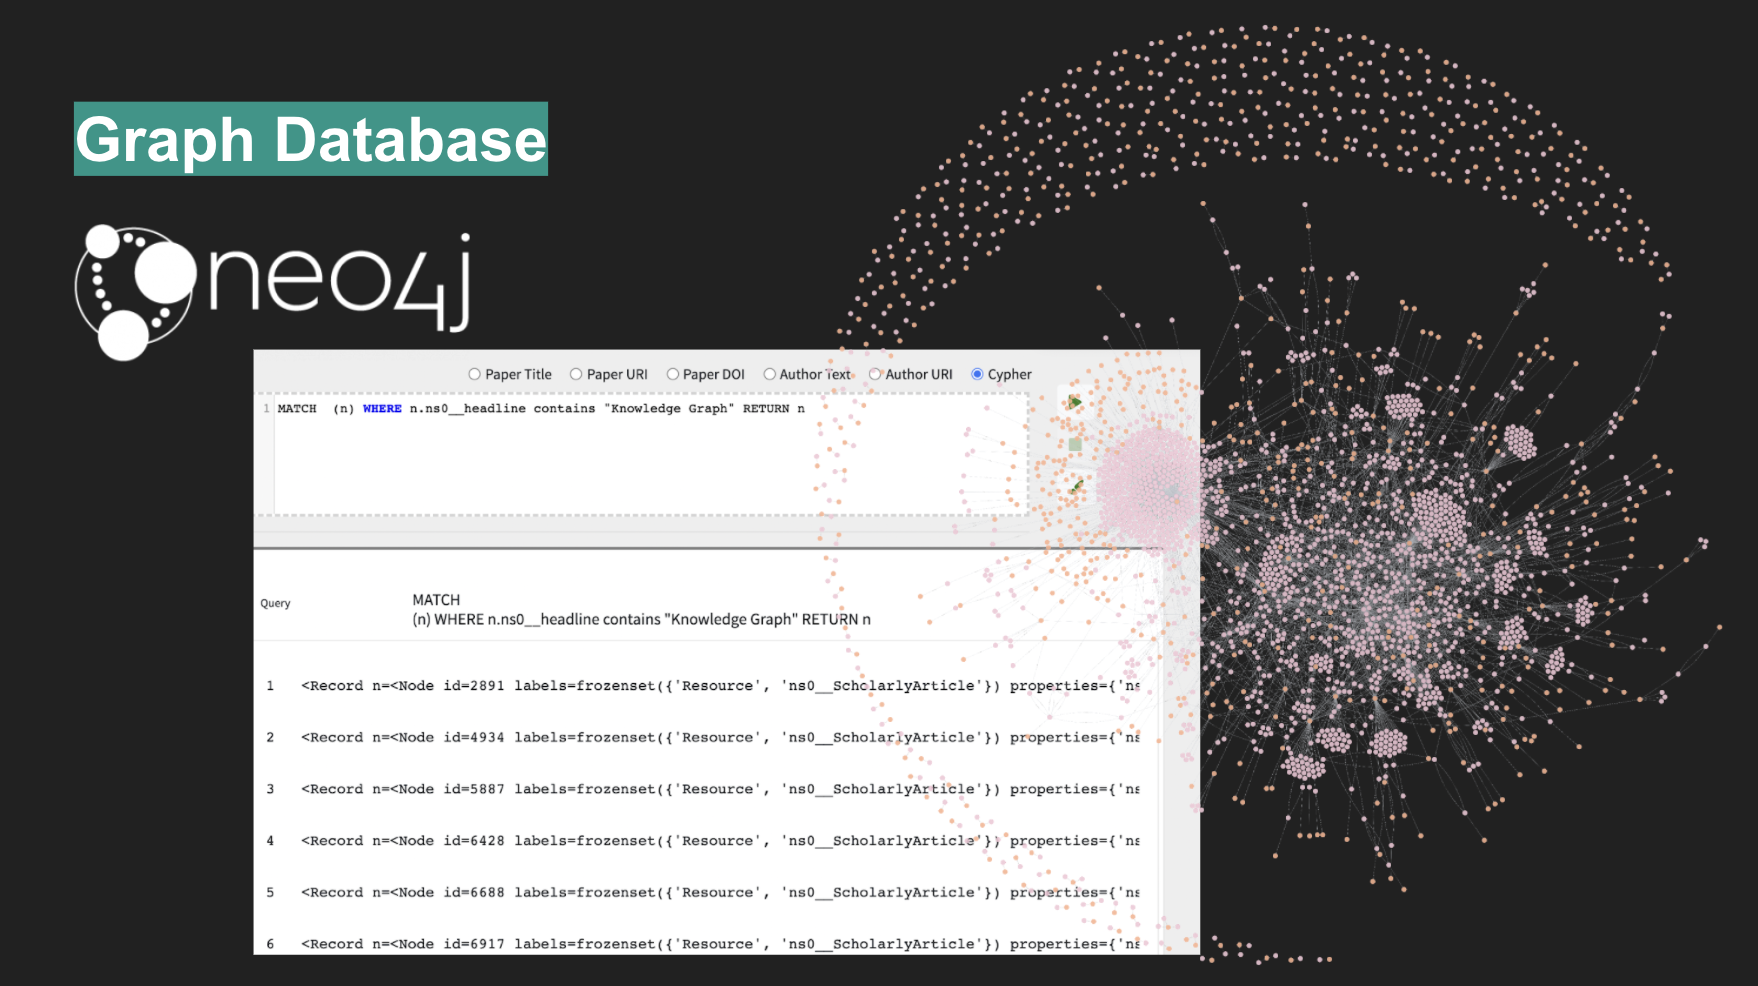 Graph Database
neo4j
Paper Title Paper URI Paper DOI Author Text Author URI Cypher
1 MATCH (n) WHERE n.ns0__headline contains "Knowledge Graph" RETURN n
Query
MATCH
(n) WHERE n.ns0__headline contains "Knowledge Graph" RETURN n
1 <Record n=<Node id=2891 labels=frozenset({'Resource', 'ns0__ScholarlyArticle'}) properties={'ns
2 <Record n=<Node id=4934 labels=frozenset({'Resource', 'ns0__ScholarlyArticle'}) properties={'ns
3 <Record n=<Node id=5887 labels=frozenset({'Resource', 'ns0__ScholarlyArticle'}) properties={'ns
4 <Record n=<Node id=6428 labels=frozenset({'Resource', 'ns0__ScholarlyArticle'}) properties={'ns
5 <Record n=<Node id=6688 labels=frozenset({'Resource', 'ns0__ScholarlyArticle'}) properties={'ns
6 <Record n=<Node id=6917 labels=frozenset({'Resource', 'ns0__ScholarlyArticle'}) properties={'ns